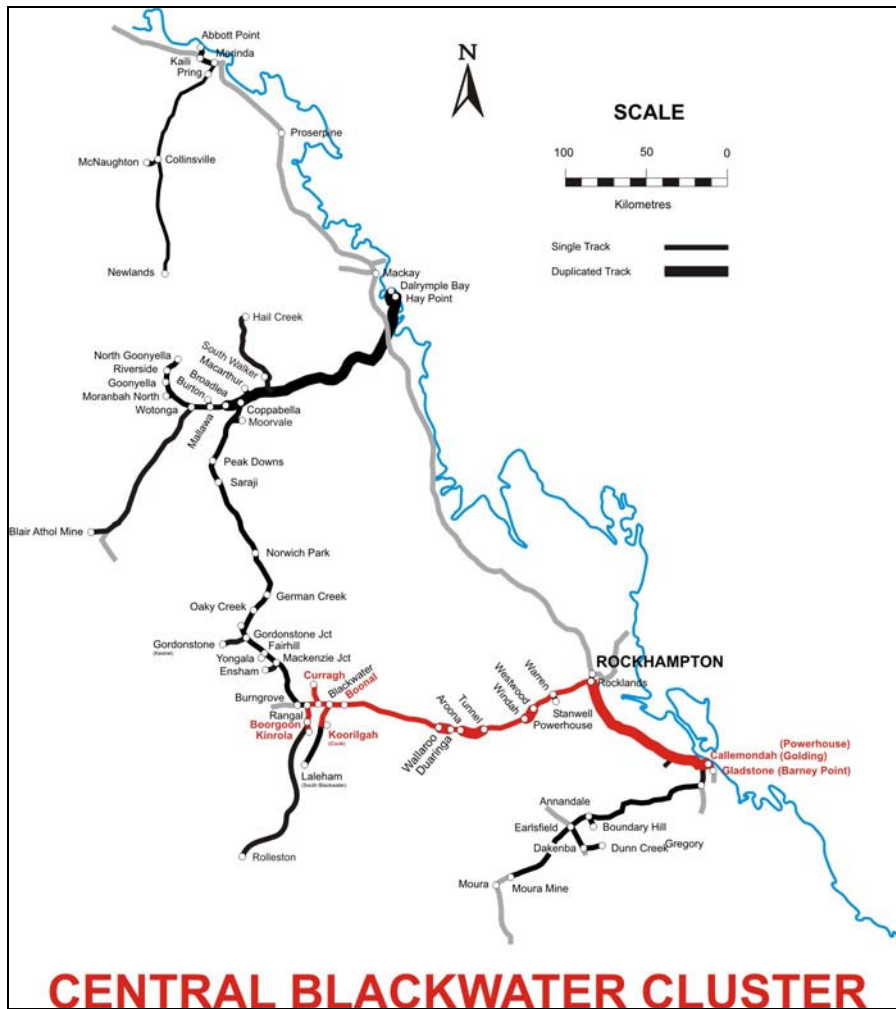 Abbott Point
Kaili
Merinda
Pring
N
SCALE
100
50
0
Kilometres
Proserpine
McNaughton
Collinsville
Single Track
Duplicated Track
Newlands
Mackay
Dalrymple Bay
Hay Point
Hail Creek
North Goonyella
Riverside
Goonyella
Moranbah North
Wotonga
South Walker
Macarthur
Broadlea
Burton
Mallawa
Coppabella
Moorvale
Peak Downs
Saraji
Blair Athol Mine
Norwich Park
German Creek
Oaky Creek
Gordonstone Jct
Gordonstone
(Kestrel)
Fairhill
Yongala
Mackenzie Jct
Ensham
Curragh
Blackwater
Boonal
Burngrove
Rangal
Boorgoon
Kinrola
Koorilgah
(Cook)
Laleham
(South Blackwater)
Rolleston
Wallaroo
Duaringa
Aroona
Tunnel
Windah
Westwood
Warren
Stanwell
Powerhouse
ROCKHAMPTON
Rocklands
Callemondah
(Powerhouse)
(Golding)
Gladstone (Barney Point)
Annandale
Earlsfield
Boundary Hill
Dakenba
Dunn Creek
Gregory
Moura
Moura Mine
CENTRAL BLACKWATER CLUSTER